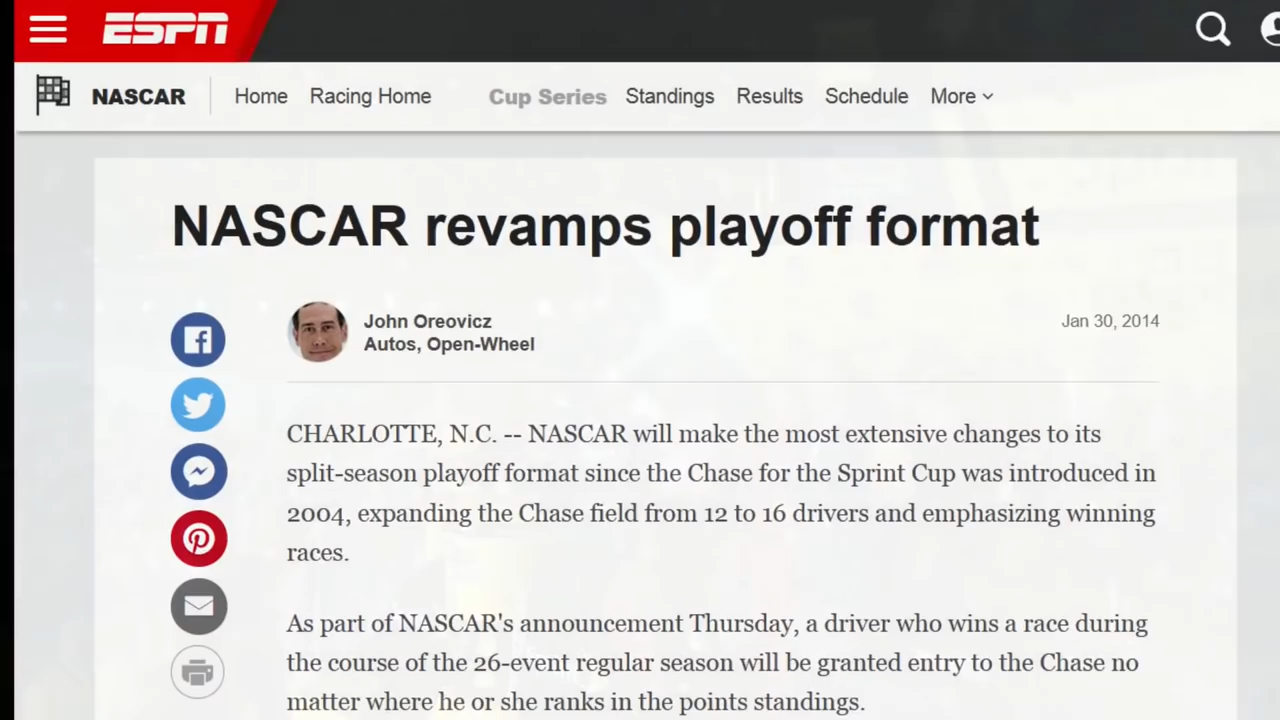 ESPN
NASCAR Home Racing Home Cup Series Standings Results Schedule More
NASCAR revamps playoff format
John Oreovicz
Autos, Open-Wheel
Jan 30, 2014
CHARLOTTE, N.C. -- NASCAR will make the most extensive changes to its
split-season playoff format since the Chase for the Sprint Cup was introduced in
2004, expanding the Chase field from 12 to 16 drivers and emphasizing winning
races.
As part of NASCAR's announcement Thursday, a driver who wins a race during
the course of the 26-event regular season will be granted entry to the Chase no
matter where he or she ranks in the points standings.